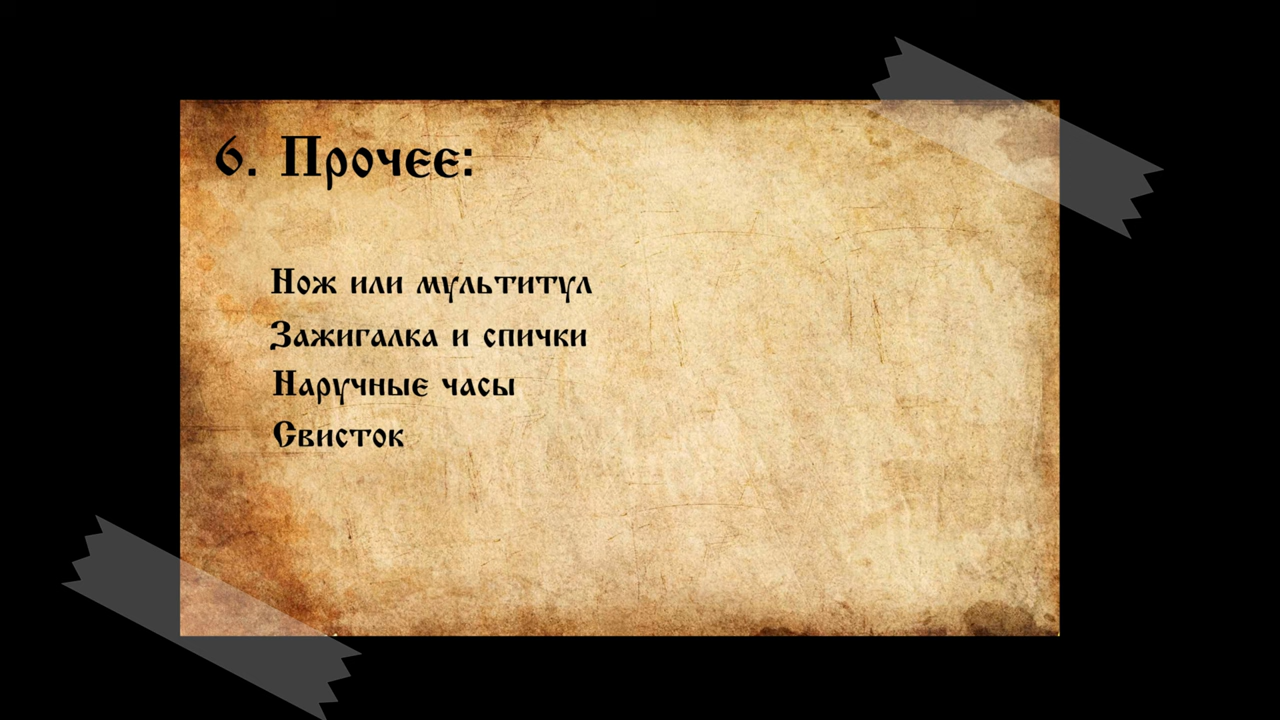 6. Прочее:
Нож или мультитул
Зажигалка и спички
Наручные часы
Свисток